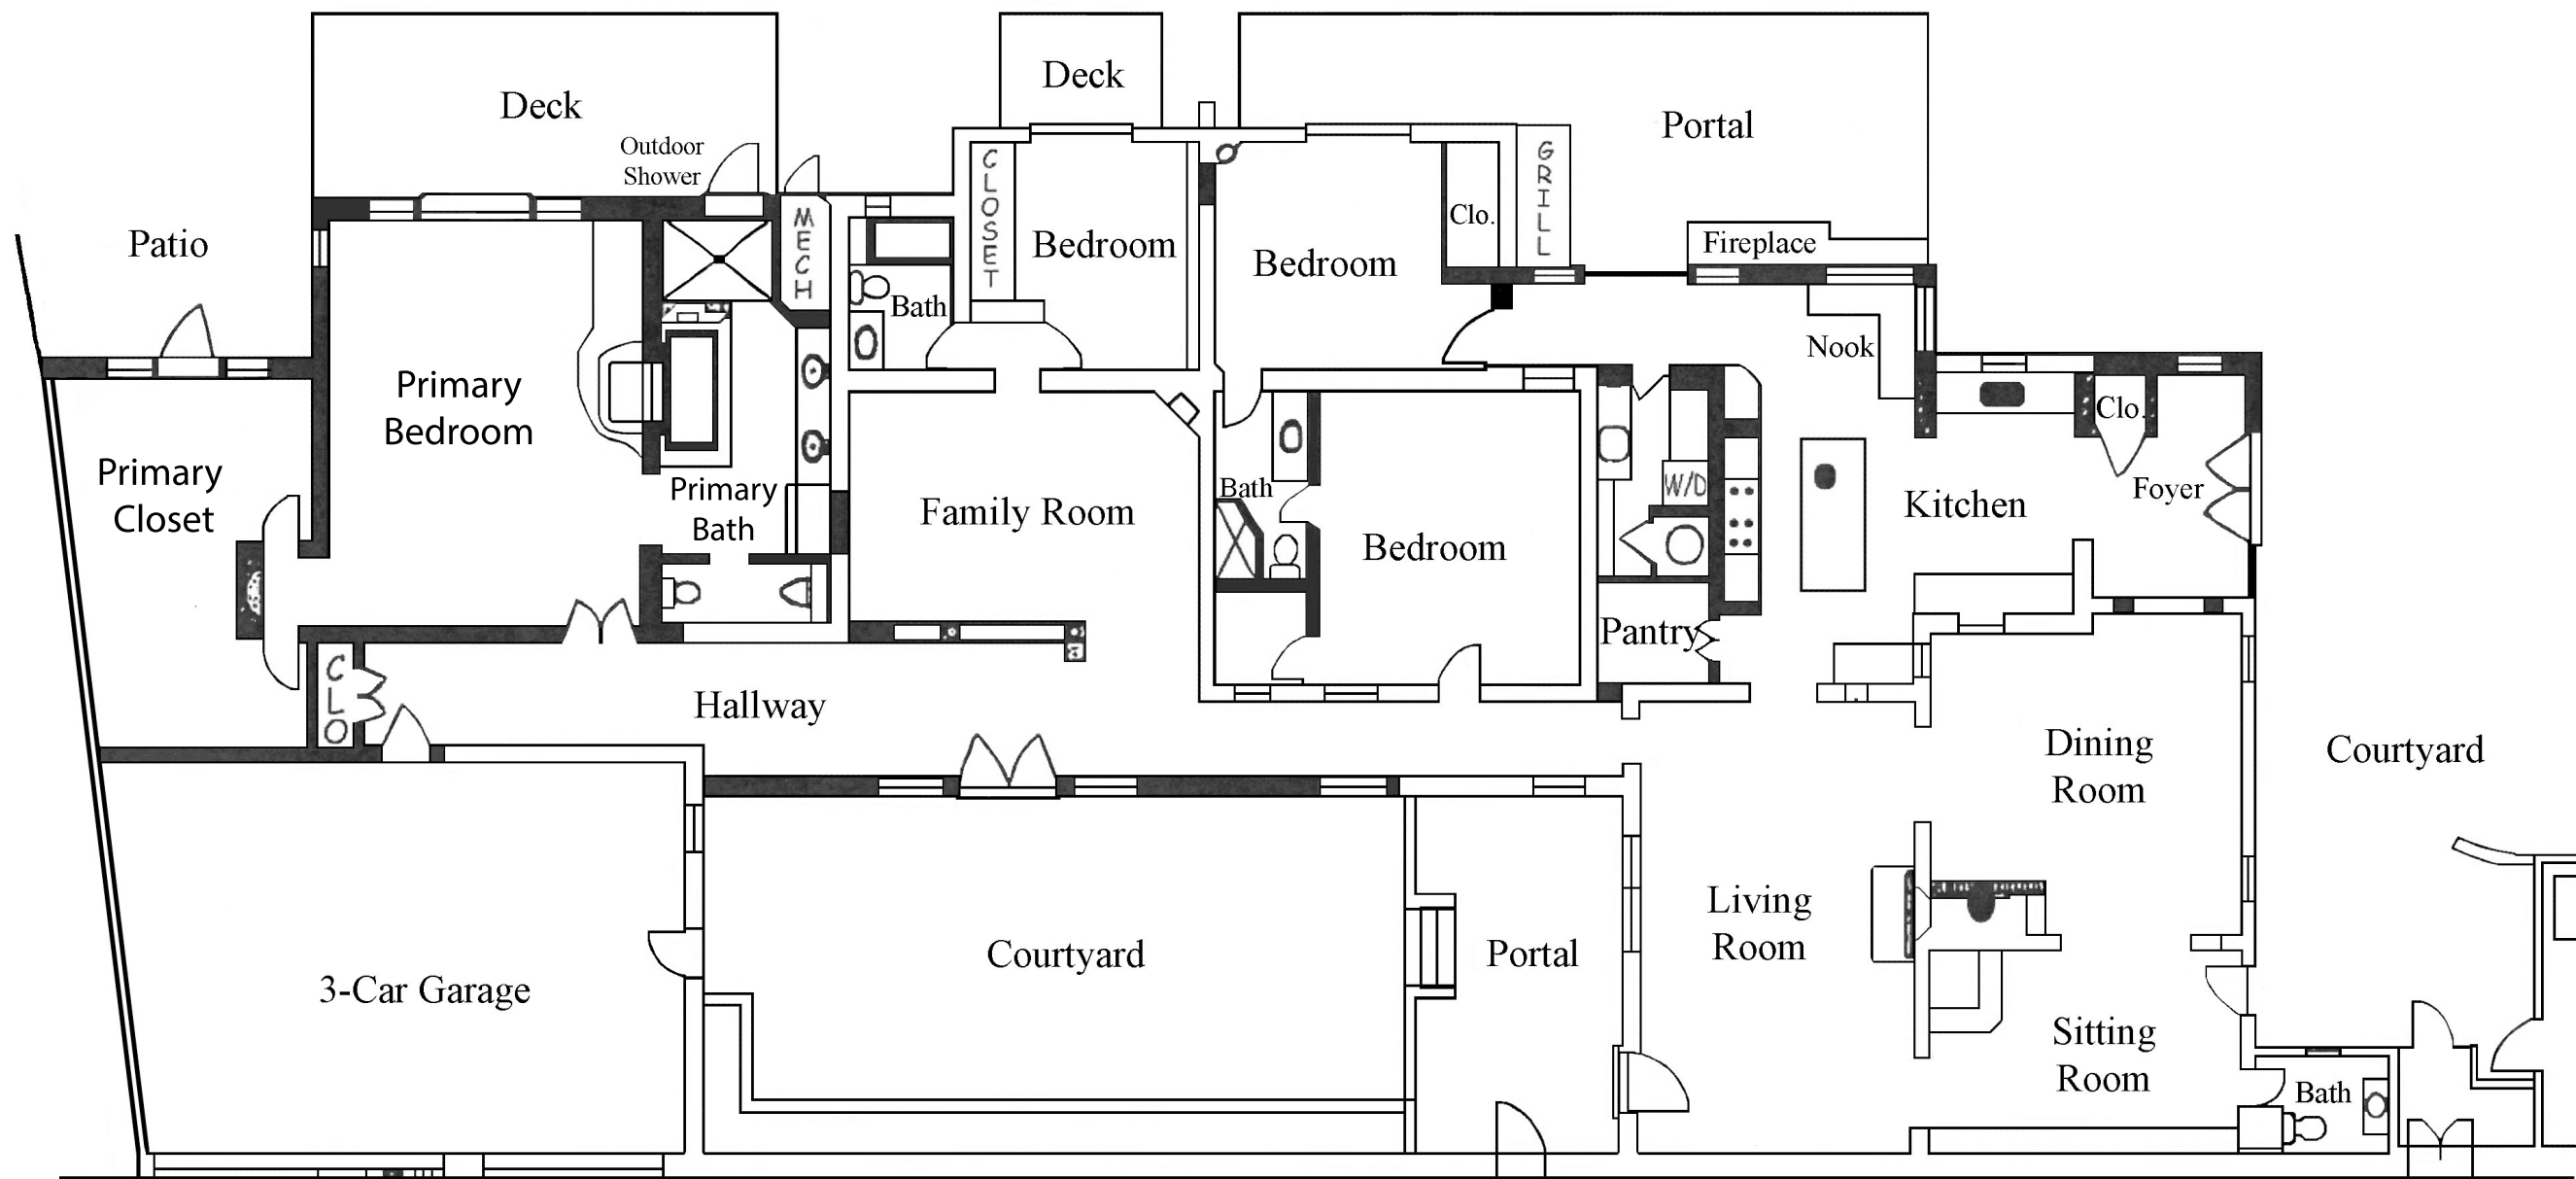 Deck
Deck
Portal
Outdoor
Shower
Patio
MECH
CLOSET
Bedroom
Bedroom
Clo.
GRILL
Fireplace
Bath
Nook
Primary
Bedroom
Primary
Closet
Primary
Bath
Family Room
Bath
Bedroom
W/D
Kitchen
Clo.
Foyer
Pantry
CLO
Hallway
Dining
Room
Courtyard
3-Car Garage
Courtyard
Portal
Living
Room
Sitting
Room
Bath